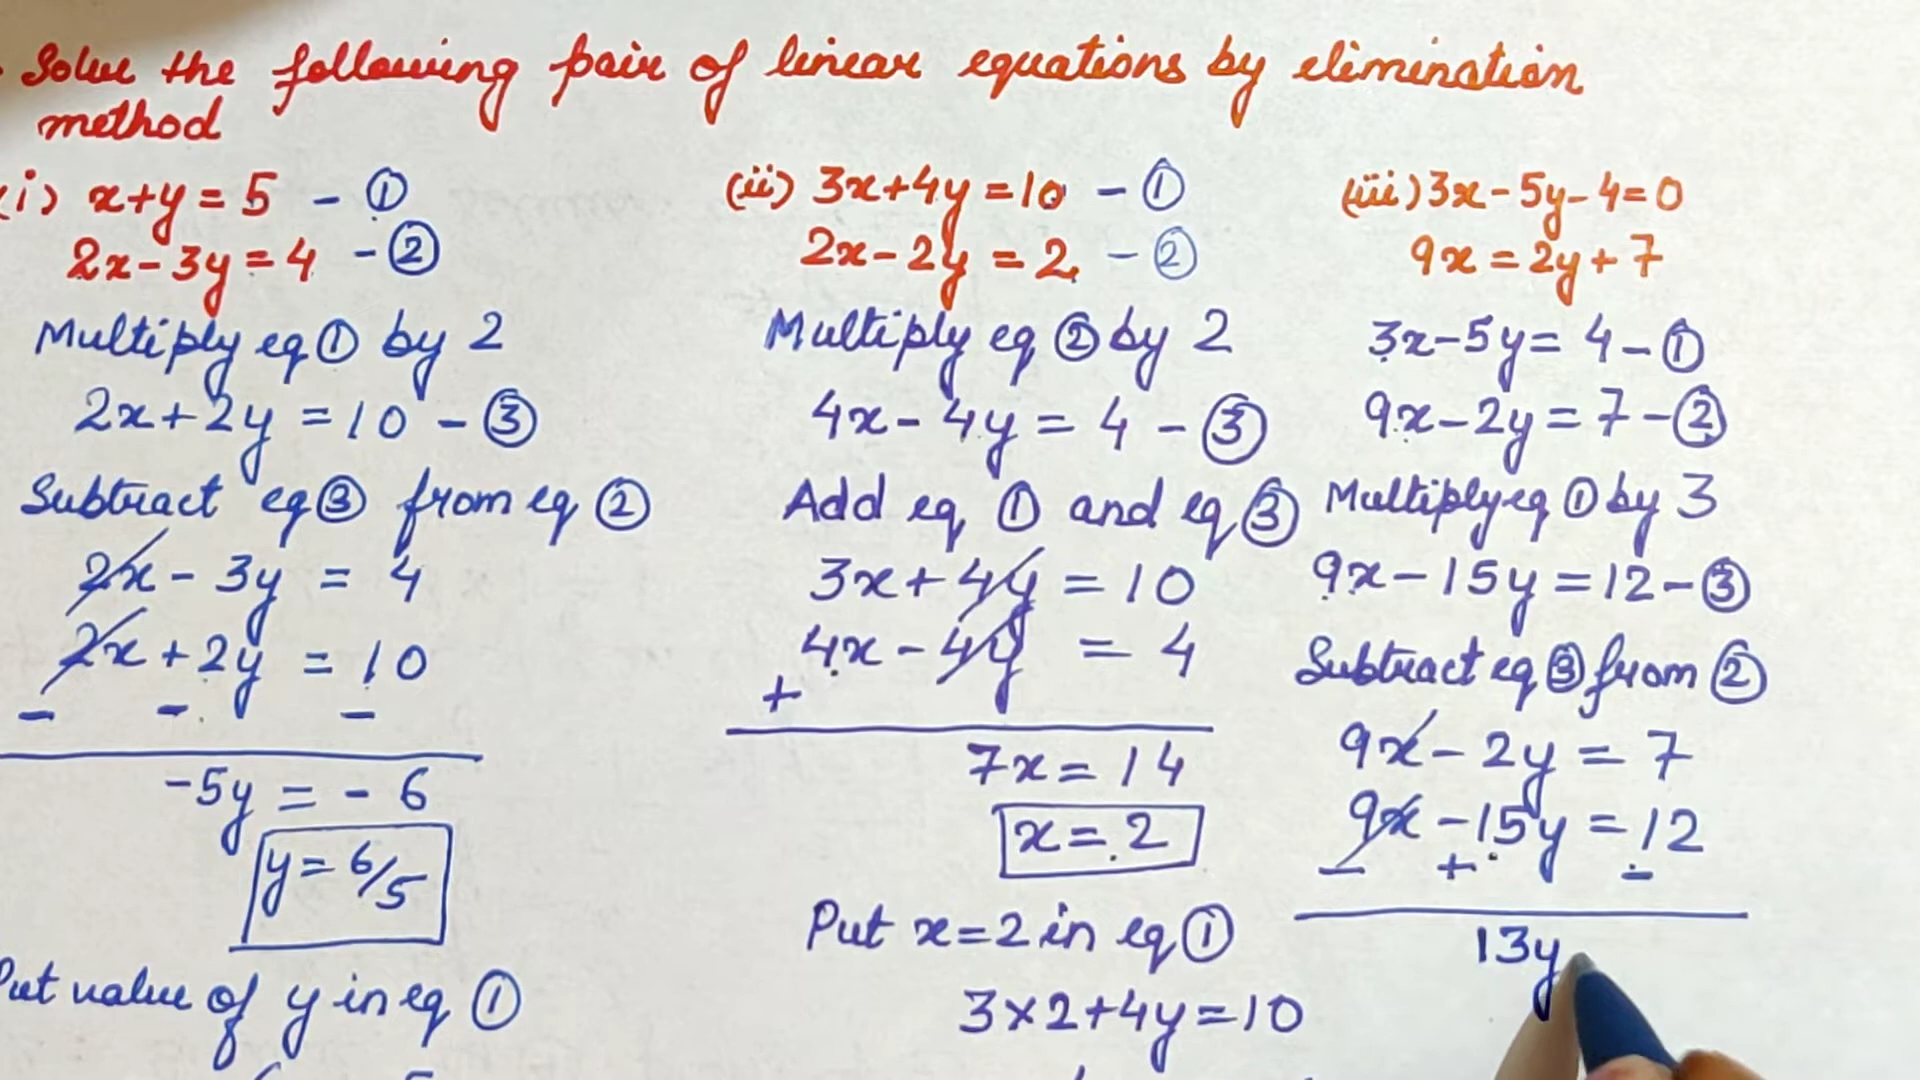 Solve the following pair of linear equations by elimination
method
(i) x+y = 5 - ①
2x-3y = 4 - ②
Multiply eq ① by 2
2x+2y = 10 - ③
Subtract eq ③ from eq ②
2x - 3y = 4
2x + 2y = 10
- - -
-5y = - 6
y = 6/5
Put value of y in eq ①
(ii) 3x+4y = 10 - ①
2x-2y = 2 - ②
Multiply eq ② by 2
4x-4y = 4 - ③
Add eq ① and eq ③
3x+4y = 10
4x-4y = 4
+
7x = 14
x = 2
Put x=2 in eq ①
3×2+4y=10
(iii) 3x-5y-4=0
9x = 2y+7
3x-5y= 4-①
9x-2y= 7-②
Multiply eq ① by 3
9x-15y=12-③
Subtract eq ③ from ②
9x-2y = 7
9x-15y = 12
- + -
13y